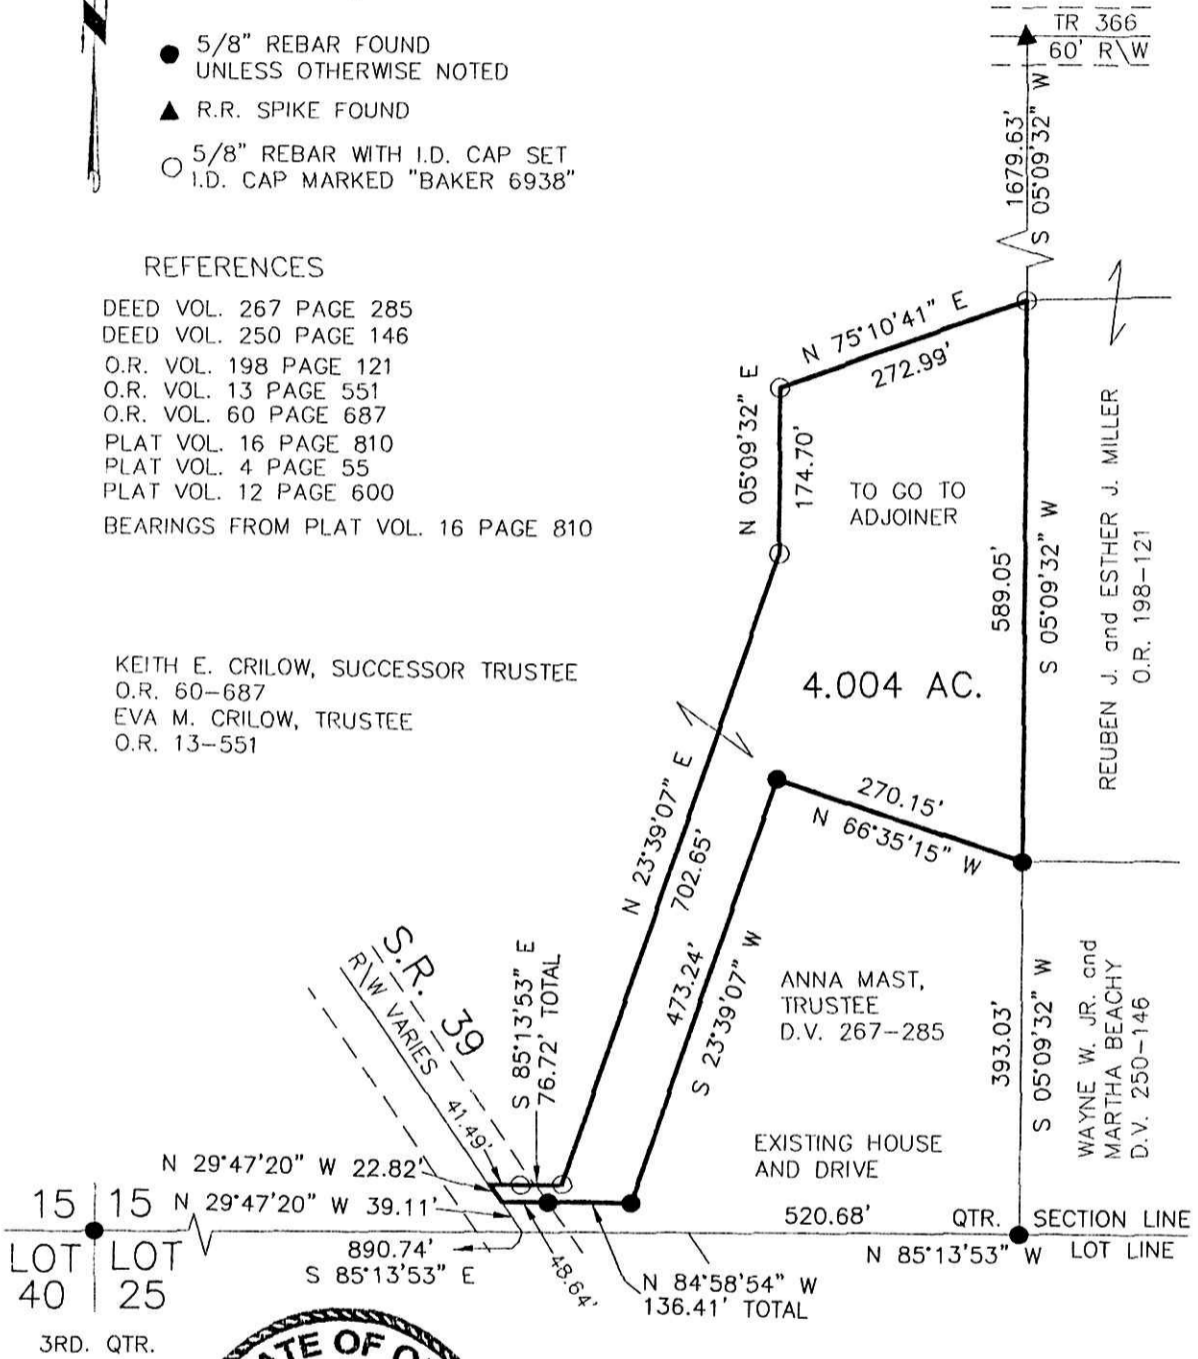 5/8" REBAR FOUND
UNLESS OTHERWISE NOTED
R.R. SPIKE FOUND
5/8" REBAR WITH I.D. CAP SET
I.D. CAP MARKED "BAKER 6938"
REFERENCES
DEED VOL. 267 PAGE 285
DEED VOL. 250 PAGE 146
O.R. VOL. 198 PAGE 121
O.R. VOL. 13 PAGE 551
O.R. VOL. 60 PAGE 687
PLAT VOL. 16 PAGE 810
PLAT VOL. 4 PAGE 55
PLAT VOL. 12 PAGE 600
BEARINGS FROM PLAT VOL. 16 PAGE 810
KEITH E. CRILOW, SUCCESSOR TRUSTEE
O.R. 60-687
EVA M. CRILOW, TRUSTEE
O.R. 13-551
TR 366
60' R\W
1679.63'
S 05°09'32" W
N 75°10'41" E
272.99'
N 05°09'32" E
174.70'
TO GO TO
ADJOINER
589.05'
S 05°09'32" W
REUBEN J. and ESTHER J. MILLER
O.R. 198-121
4.004 AC.
N 23°39'07" E
702.65'
270.15'
N 66°35'15" W
473.24'
S 23°39'07" W
ANNA MAST,
TRUSTEE
D.V. 267-285
393.03'
S 05°09'32" W
WAYNE W. JR. and
MARTHA BEACHY
D.V. 250-146
S.R. 39
R\W VARIES
41.49'
S 85°13'53" E
76.72' TOTAL
EXISTING HOUSE
AND DRIVE
N 29°47'20" W 22.82'
N 29°47'20" W 39.11'
15 15
LOT LOT
40 25
3RD. QTR.
890.74'
S 85°13'53" E
48.64'
N 84°58'54" W
136.41' TOTAL
520.68'
QTR. SECTION LINE
N 85°13'53" W LOT LINE
ATE OF O